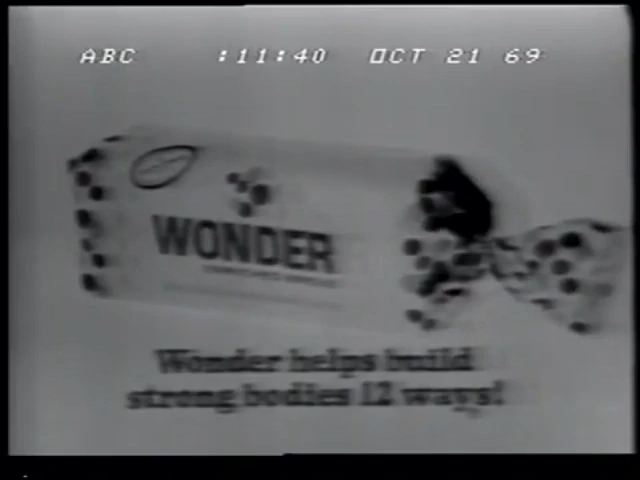 ABC :11:40 OCT 21 69
WONDER
Wonder helps build
strong bodies 12 ways!